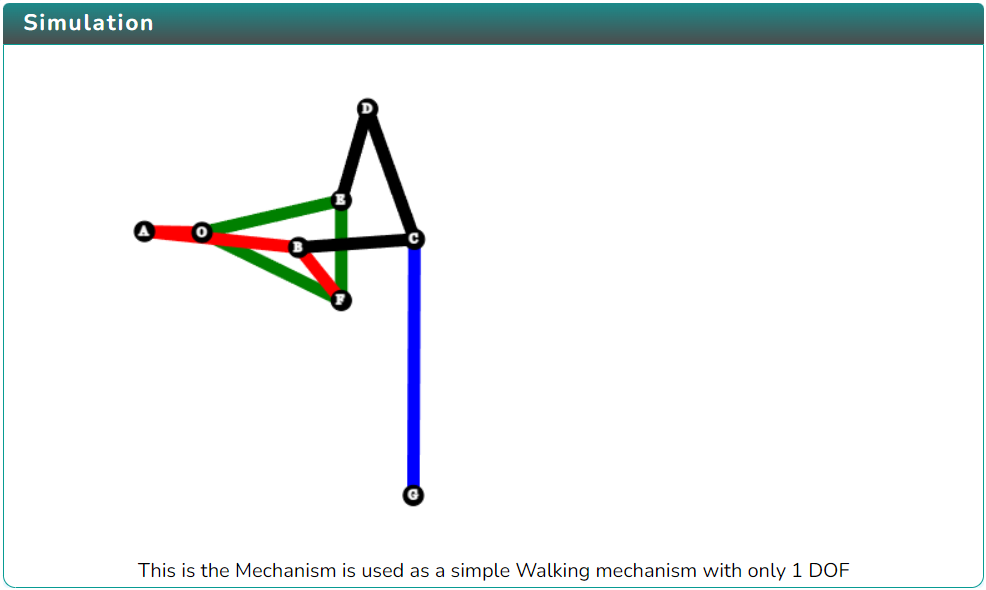 Simulation
D
E
A
O
B
C
F
G
This is the Mechanism is used as a simple Walking mechanism with only 1 DOF